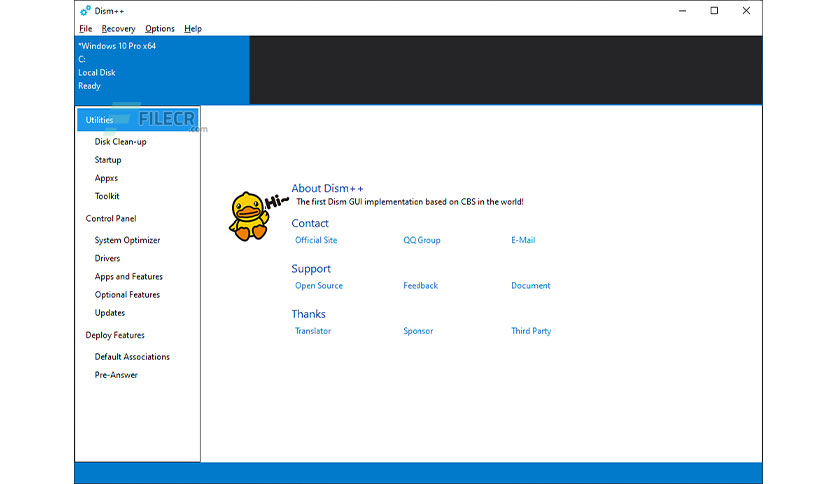 Dism++
File Recovery Options Help
*Windows 10 Pro x64
C:
Local Disk
Ready
Utilities
FILECR
.com
Disk Clean-up
Startup
Appxs
Toolkit
Control Panel
System Optimizer
Drivers
Apps and Features
Optional Features
Updates
Deploy Features
Default Associations
Pre-Answer
Hi~
About Dism++
The first Dism GUI implementation based on CBS in the world!
Contact
Official Site QQ Group E-Mail
Support
Open Source Feedback Document
Thanks
Translator Sponsor Third Party